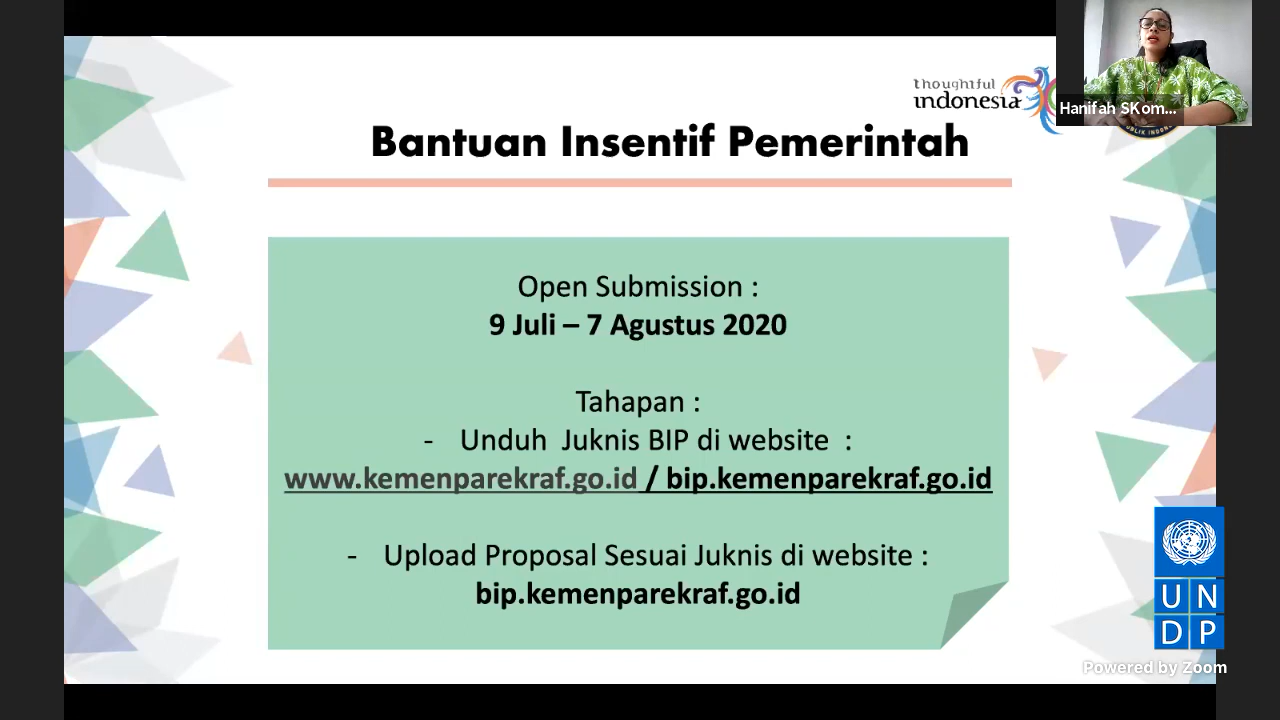 thoughtful
indonesia
Hanifah SKom...
Bantuan Insentif Pemerintah
Open Submission :
9 Juli – 7 Agustus 2020
Tahapan :
- Unduh Juknis BIP di website :
www.kemenparekraf.go.id / bip.kemenparekraf.go.id
- Upload Proposal Sesuai Juknis di website :
bip.kemenparekraf.go.id
UN
DP
Powered by Zoom